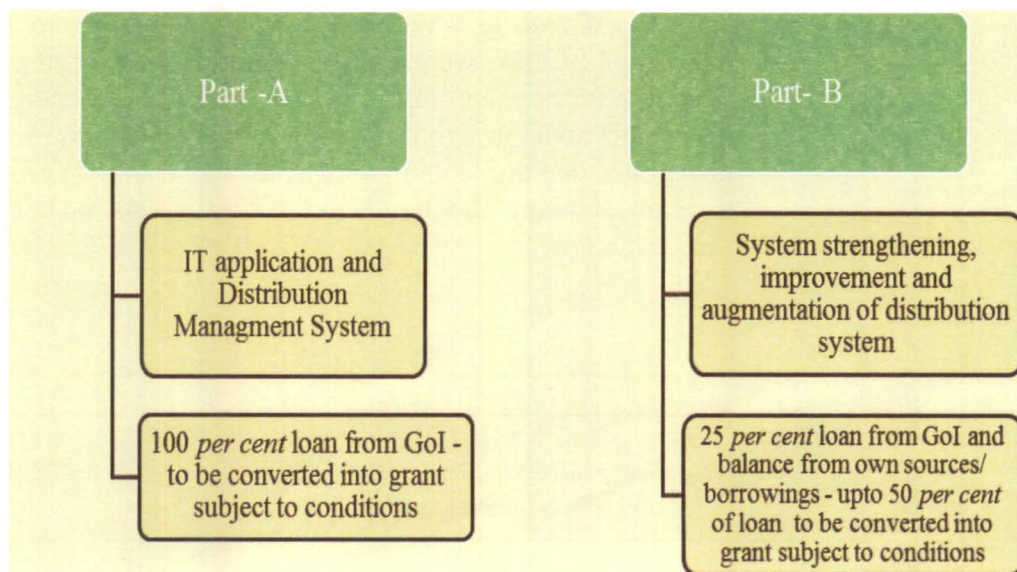 Part -A
IT application and
Distribution
Managment System
100 per cent loan from GoI -
to be converted into grant
subject to conditions
Part- B
System strengthening,
improvement and
augmentation of distribution
system
25 per cent loan from GoI and
balance from own sources/
borrowings - upto 50 per cent
of loan to be converted into
grant subject to conditions